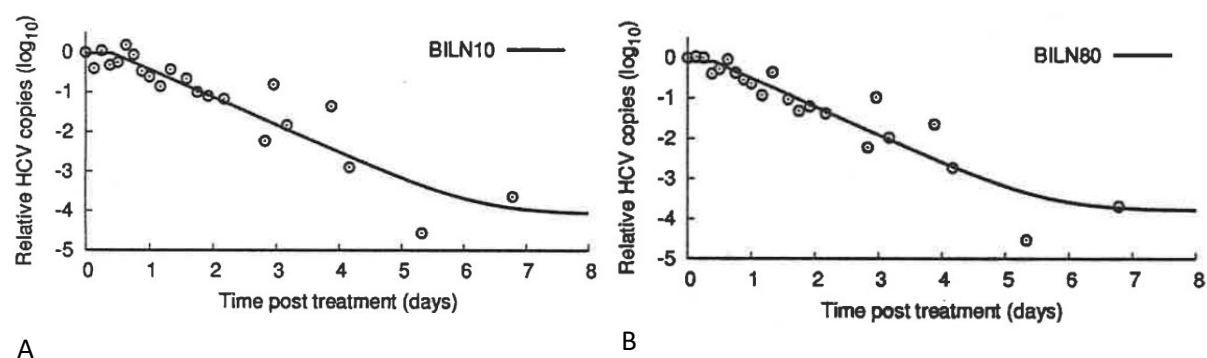 Relative HCV copies (log10)
BILN10
0
-1
-2
-3
-4
-5
0 1 2 3 4 5 6 7 8
Time post treatment (days)
A
Relative HCV copies (log10)
BILN80
0
-1
-2
-3
-4
-5
0 1 2 3 4 5 6 7 8
Time post treatment (days)
B